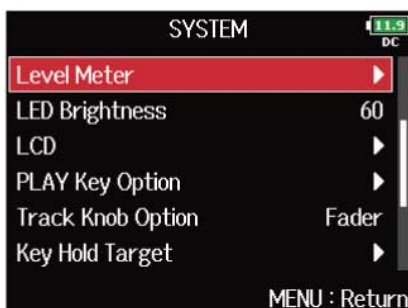 SYSTEM
11.9
DC
Level Meter
LED Brightness 60
LCD
PLAY Key Option
Track Knob Option Fader
Key Hold Target
MENU : Return